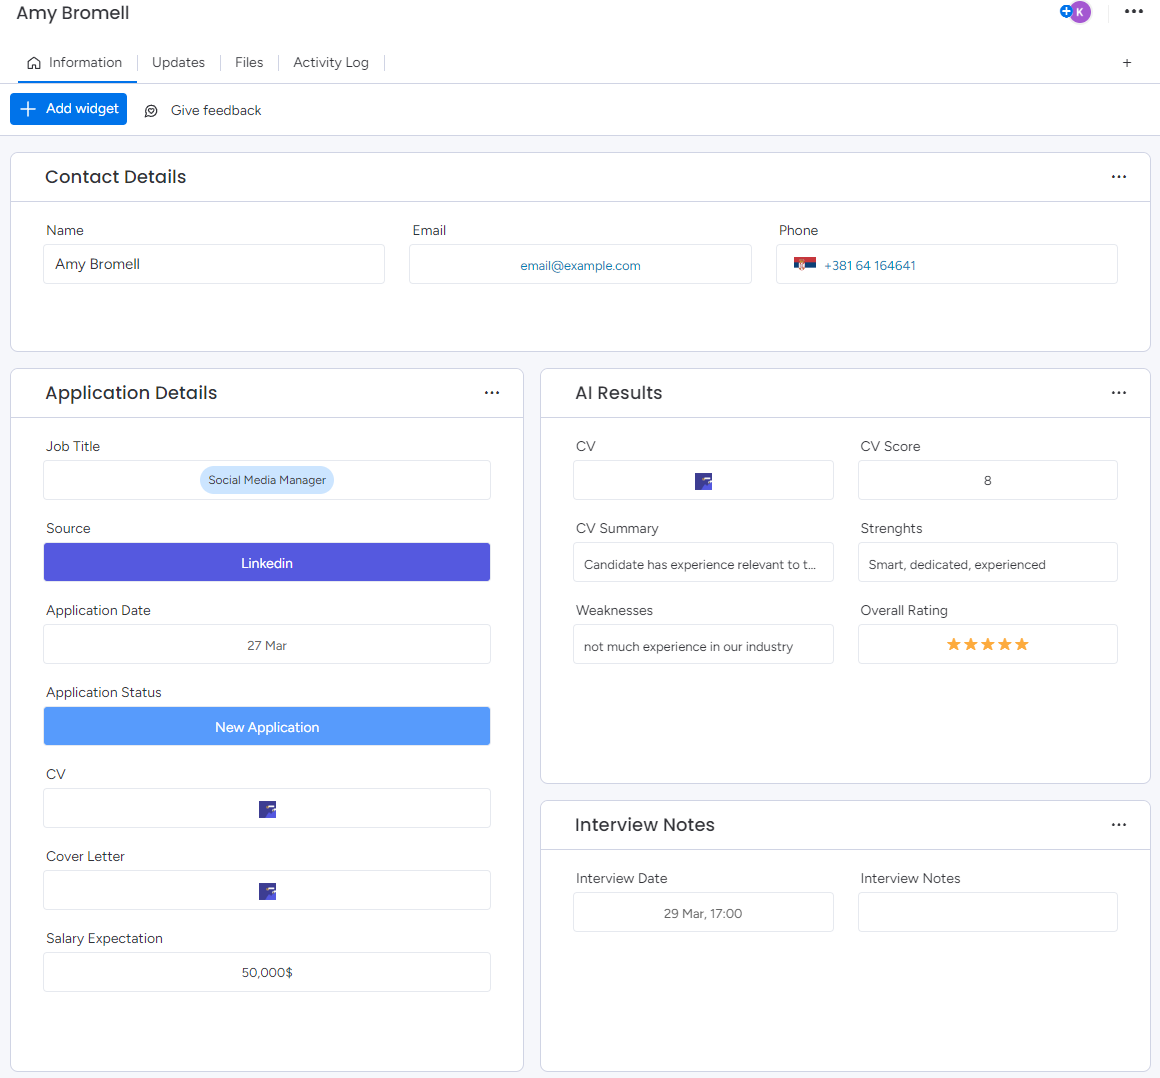 Amy Bromell
K
Information
Updates
Files
Activity Log
+
Add widget
Give feedback
Contact Details
Name
Email
Phone
Amy Bromell
email@example.com
+381 64 164641
Application Details
Job Title
Social Media Manager
Source
Linkedin
Application Date
27 Mar
Application Status
New Application
CV
Cover Letter
Salary Expectation
50,000$
AI Results
CV
CV Score
8
CV Summary
Strenghts
Candidate has experience relevant to t...
Smart, dedicated, experienced
Weaknesses
Overall Rating
not much experience in our industry
Interview Notes
Interview Date
Interview Notes
29 Mar, 17:00